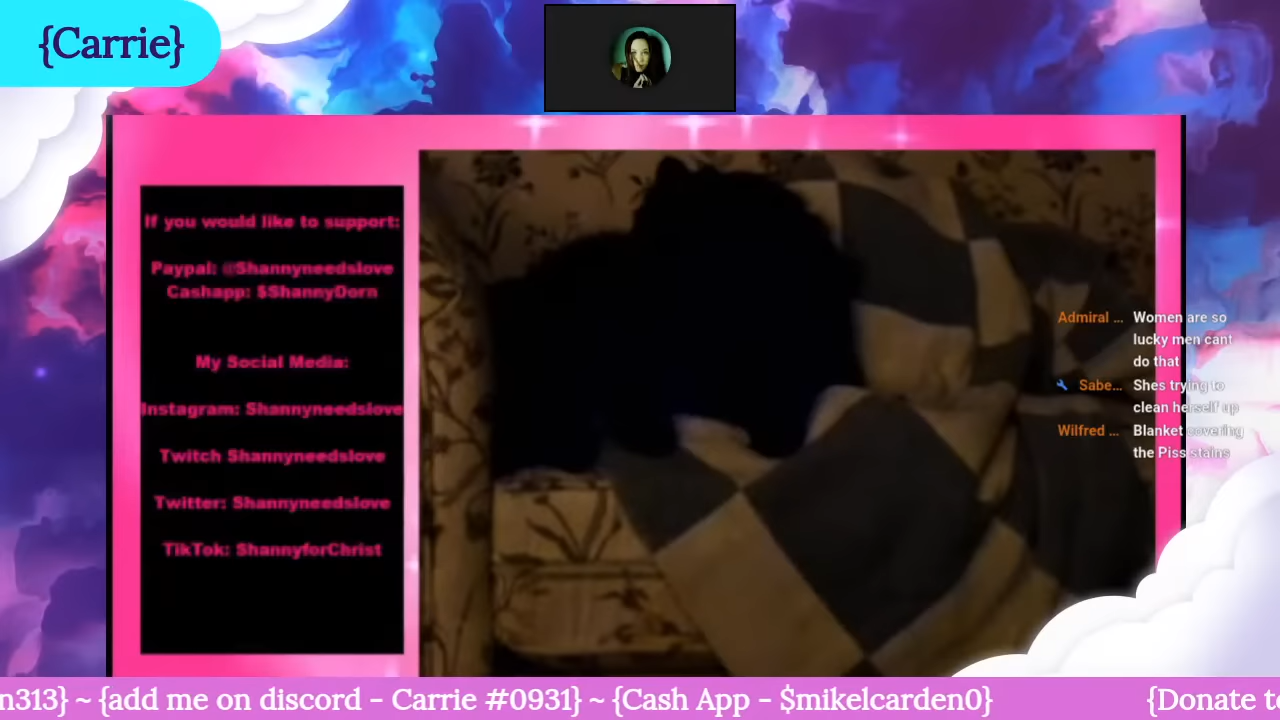 {Carrie}
If you would like to support:
Paypal: @Shannyneedslove
Cashapp: $ShannyDorn
My Social Media:
Instagram: Shannyneedslove
Twitch Shannyneedslove
Twitter: Shannyneedslove
TikTok: ShannyforChrist
Admiral ... Women are so
lucky men cant
do that
Sabe... Shes trying to
clean herself up
Wilfred ... Blanket covering
the Piss stains
n313} ~ {add me on discord - Carrie #0931} ~ {Cash App - $mikelcarden0} {Donate t